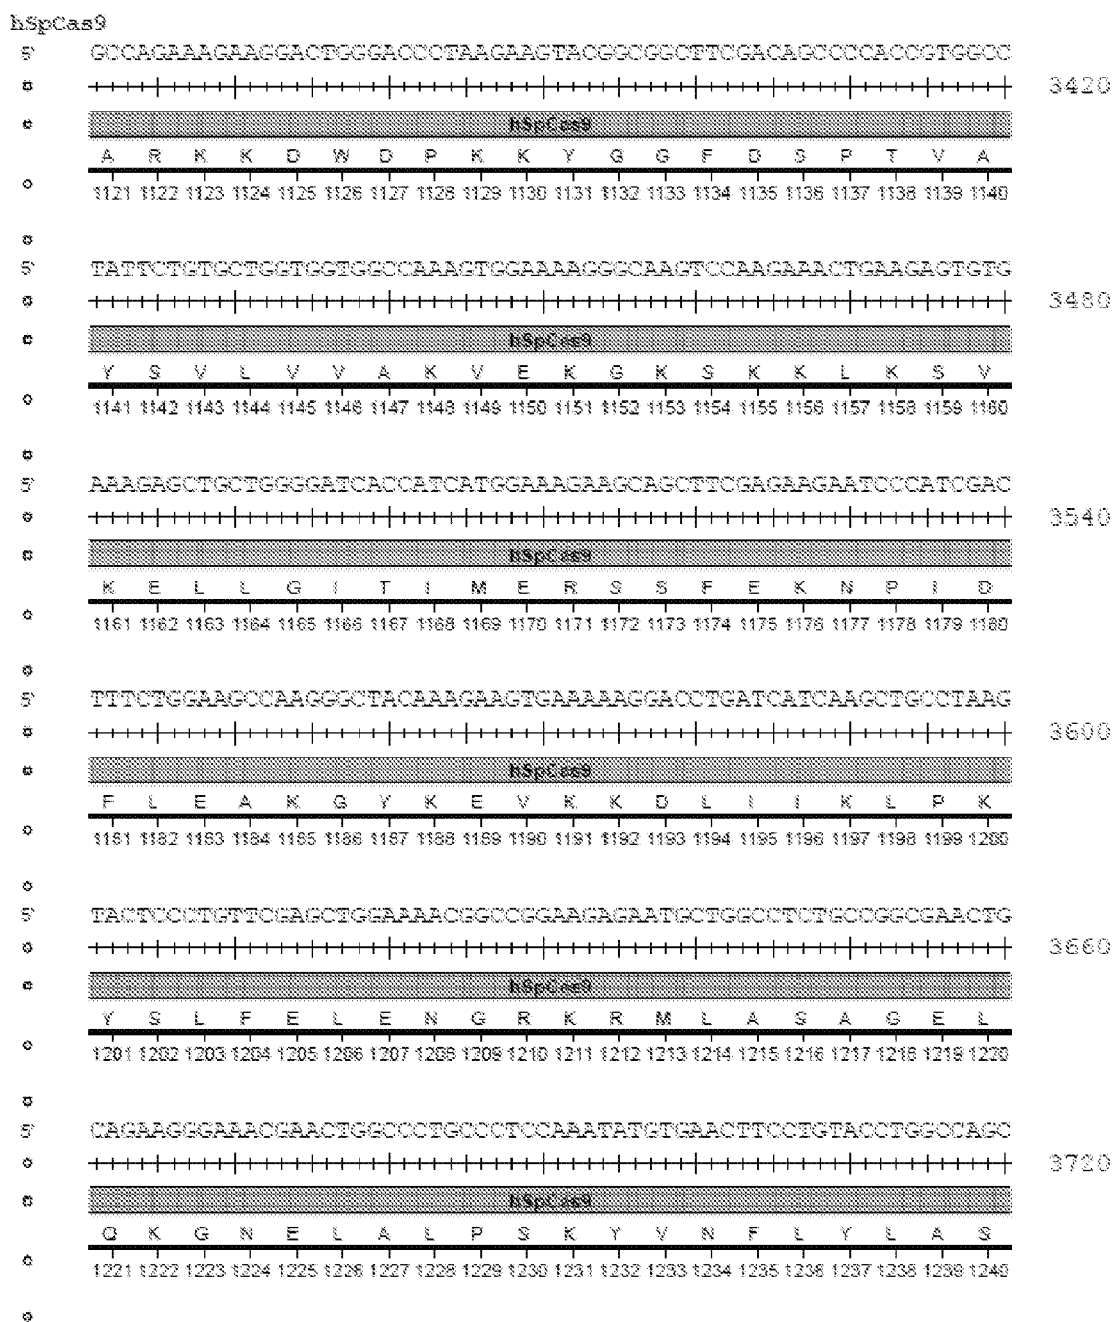 hSpCas9
5' GCCAGAAAGAAGGACTGGGACCCTAAGAAGTACGGCGGCTTCGACAGCCCCACCGTGGCC
3420
hSpCas9
A R K K D W D P K K Y G G F D S P T V A
1121 1122 1123 1124 1125 1126 1127 1128 1129 1130 1131 1132 1133 1134 1135 1136 1137 1138 1139 1140
5' TATTCTGTGCTGGTGGTGGCCAAAGTGGAAAAGGGCAAGTCCAAGAAACTGAAGAGTGTG
3480
hSpCas9
Y S V L V V A K V E K G K S K K L K S V
1141 1142 1143 1144 1145 1146 1147 1148 1149 1150 1151 1152 1153 1154 1155 1156 1157 1158 1159 1160
5' AAAGAGCTGCTGGGGATCACCATCATGGAAAGAAGCAGCTTCGAGAAGAATCCCATCGAC
3540
hSpCas9
K E L L G I T I M E R S S F E K N P I D
1161 1162 1163 1164 1165 1166 1167 1168 1169 1170 1171 1172 1173 1174 1175 1176 1177 1178 1179 1180
5' TTTCTGGAAGCCAAGGGCTACAAAGAAGTGAAAAAGGACCTGATCATCAAGCTGCCTAAG
3600
hSpCas9
F L E A K G Y K E V K K D L I I K L P K
1181 1182 1183 1184 1185 1186 1187 1188 1189 1190 1191 1192 1193 1194 1195 1196 1197 1198 1199 1200
5' TACTCCCTGTTCGAGCTGGAAAACGGCCGGAAGAGAATGCTGGCCTCTGCCGGCGAACTG
3660
hSpCas9
Y S L F E L E N G R K R M L A S A G E L
1201 1202 1203 1204 1205 1206 1207 1208 1209 1210 1211 1212 1213 1214 1215 1216 1217 1218 1219 1220
5' CAGAAGGGAAACGAACTGGCCCTGCCCTCCAAATATGTGAACTTCCTGTACCTGGCCAGC
3720
hSpCas9
Q K G N E L A L P S K Y V N F L Y L A S
1221 1222 1223 1224 1225 1226 1227 1228 1229 1230 1231 1232 1233 1234 1235 1236 1237 1238 1239 1240